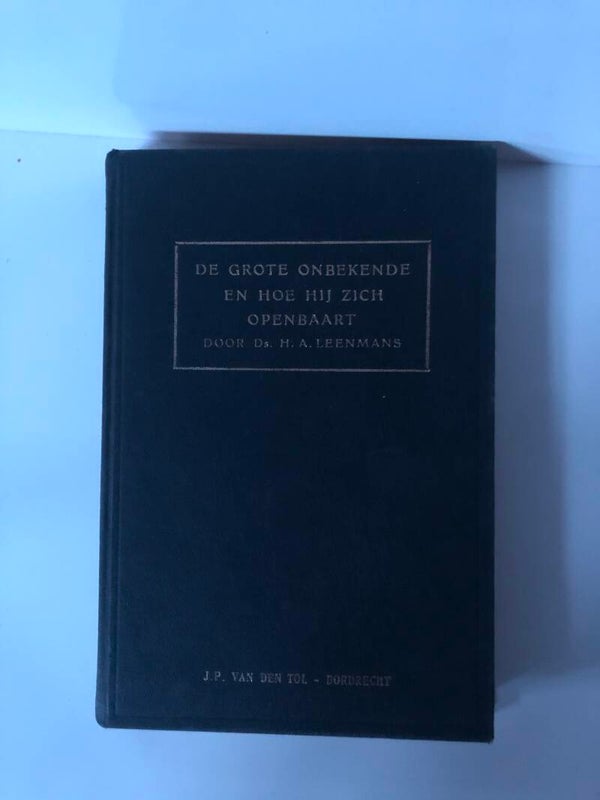 DE GROTE ONBEKENDE
EN HOE HIJ ZICH
OPENBAART
DOOR Ds. H. A. LEENMANS
J.P. VAN DEN TOL - DORDRECHT